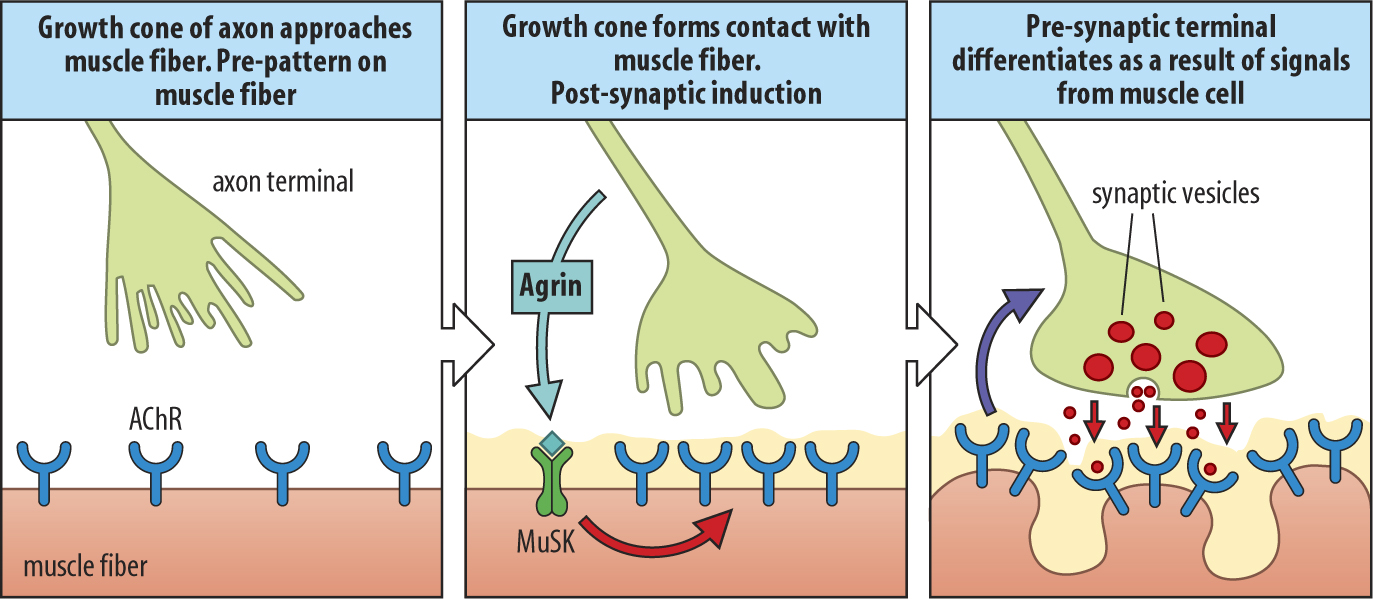 Growth cone of axon approaches
muscle fiber. Pre-pattern on
muscle fiber
axon terminal
AChR
muscle fiber
Growth cone forms contact with
muscle fiber.
Post-synaptic induction
Agrin
MuSK
Pre-synaptic terminal
differentiates as a result of signals
from muscle cell
synaptic vesicles